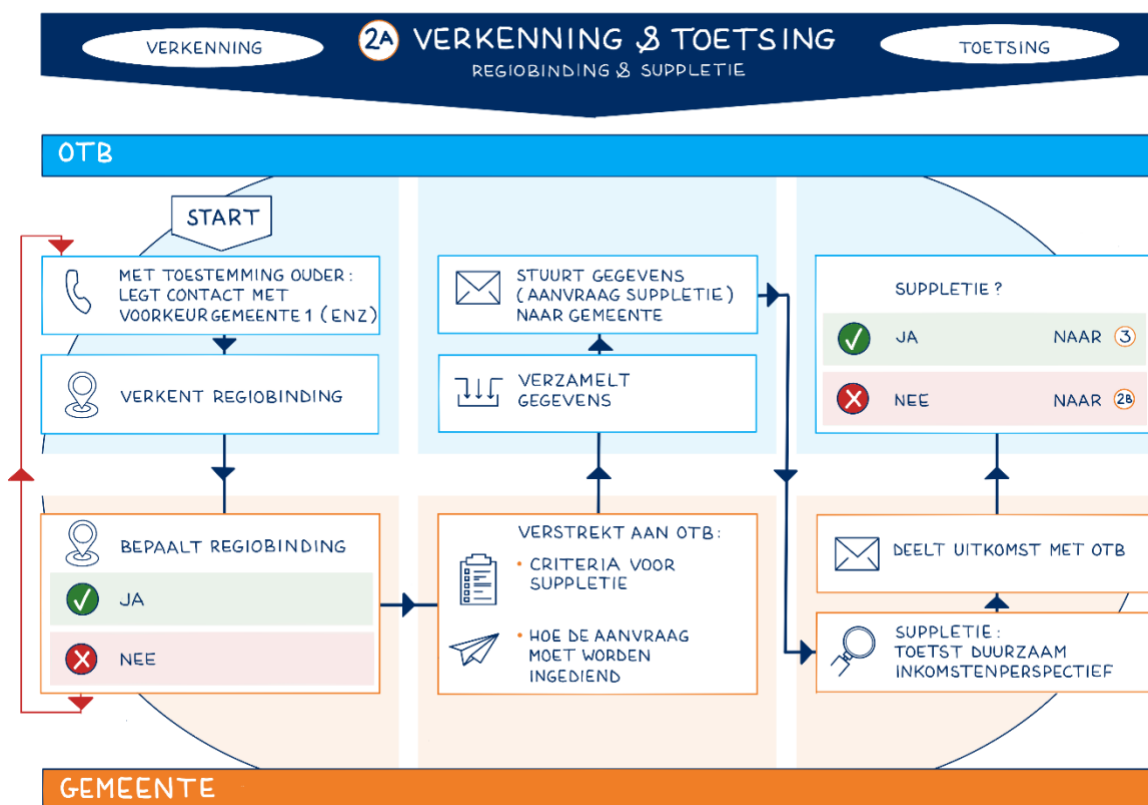 VERKENNING
2A VERKENNING & TOETSING
REGIOBINDING & SUPPLETIE
TOETSING
OTB
START
MET TOESTEMMING OUDER:
LEGT CONTACT MET
VOORKEURGEMEENTE 1 (ENZ)
VERKENT REGIOBINDING
BEPAALT REGIOBINDING
JA
NEE
STUURT GEGEVENS
(AANVRAAG SUPPLETIE)
NAAR GEMEENTE
VERZAMELT
GEGEVENS
VERSTREKT AAN OTB:
• CRITERIA VOOR
SUPPLETIE
• HOE DE AANVRAAG
MOET WORDEN
INGEDIEND
SUPPLETIE?
JA NAAR 3
NEE NAAR 2B
DEELT UITKOMST MET OTB
SUPPLETIE:
TOETST DUURZAAM
INKOMSTENPERSPECTIEF
GEMEENTE